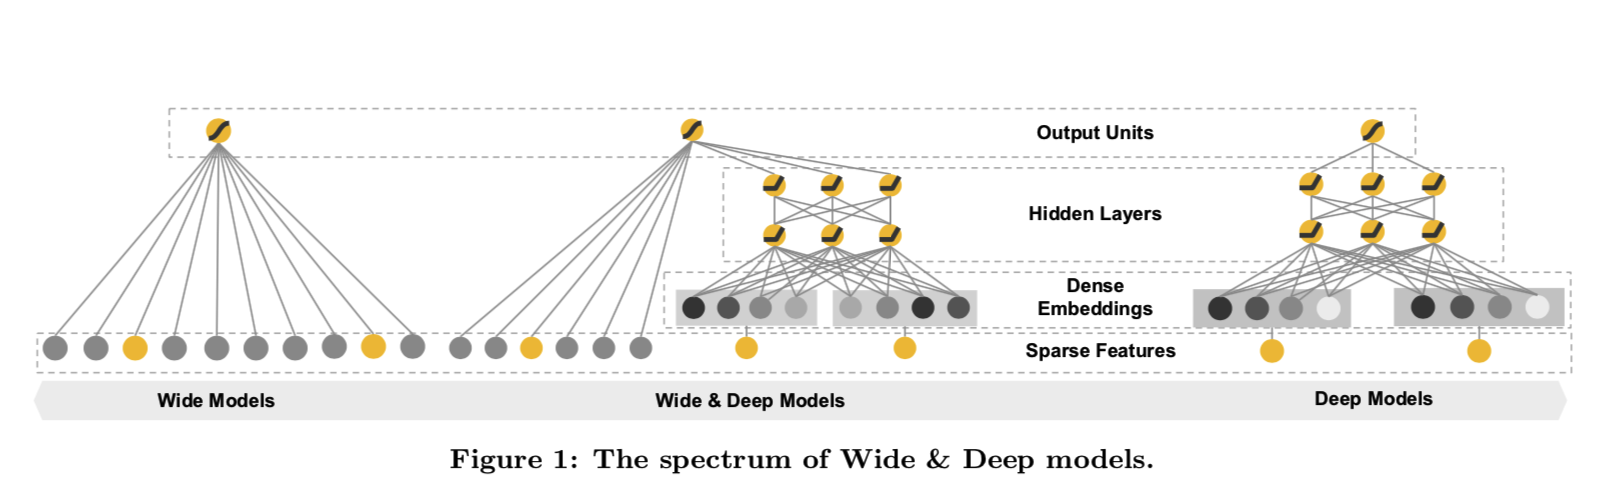 Output Units
Hidden Layers
Dense
Embeddings
Sparse Features
Wide Models
Wide & Deep Models
Deep Models
Figure 1: The spectrum of Wide & Deep models.